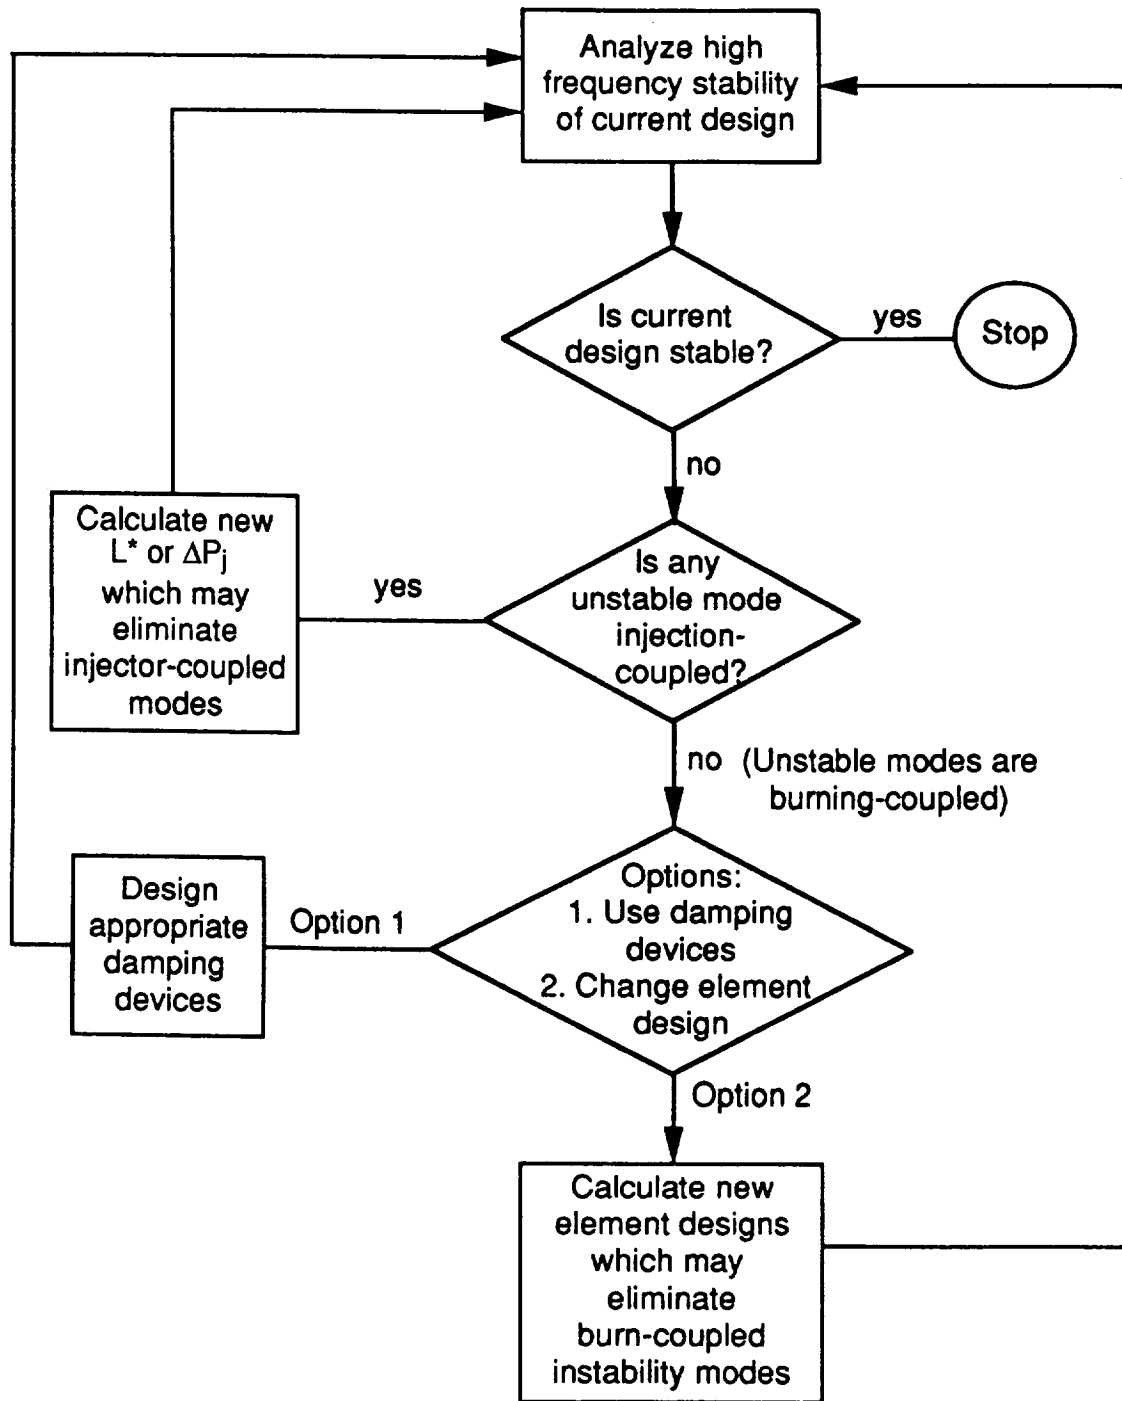 Analyze high
frequency stability
of current design
Is current
design stable?
yes
Stop
no
Calculate new
L* or ΔPj
which may
eliminate
injector-coupled
modes
yes
Is any
unstable mode
injection-
coupled?
no (Unstable modes are
burning-coupled)
Design
appropriate
damping
devices
Option 1
Options:
1. Use damping
devices
2. Change element
design
Option 2
Calculate new
element designs
which may
eliminate
burn-coupled
instability modes